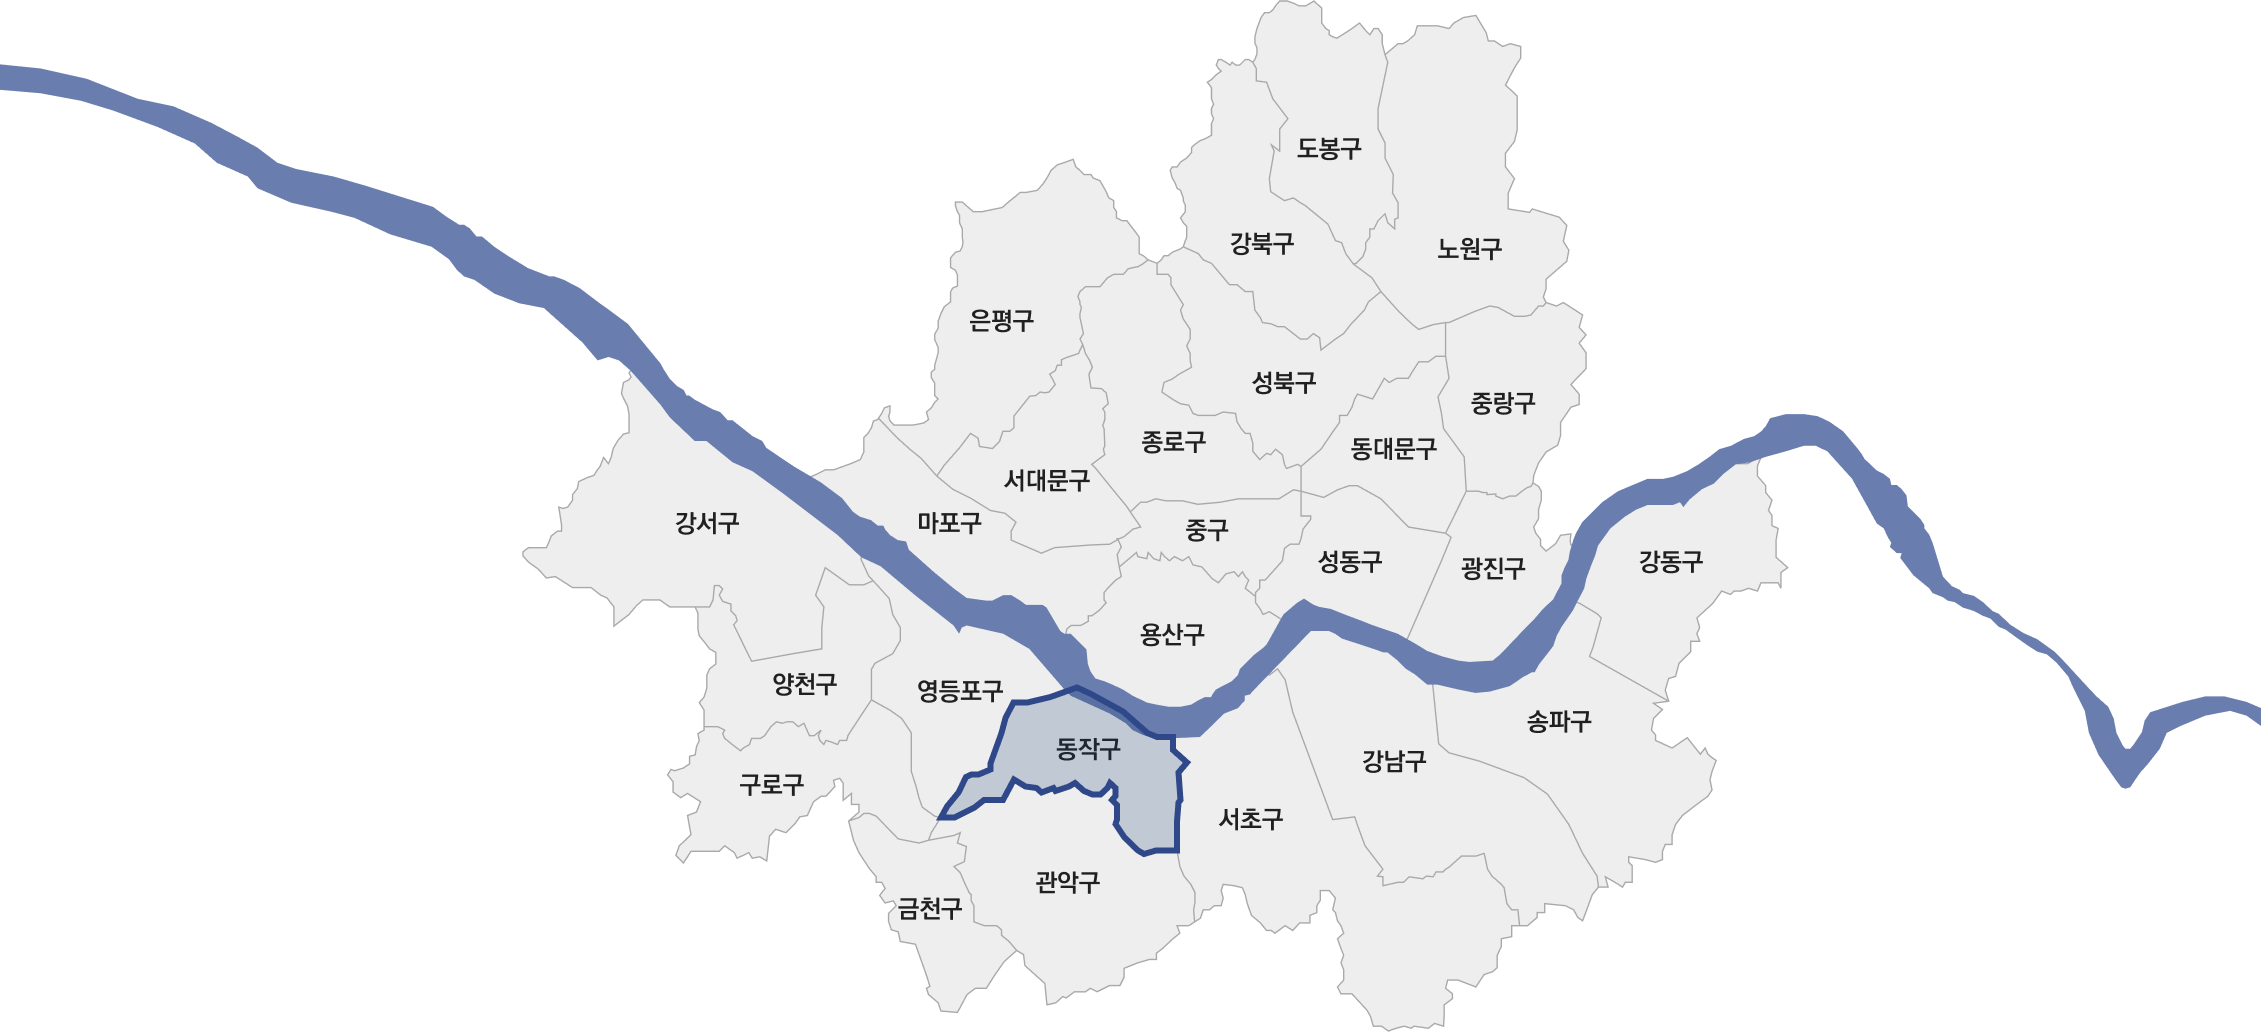 도봉구
강북구
노원구
은평구
성북구
중랑구
종로구
동대문구
서대문구
강서구
마포구
중구
성동구
광진구
강동구
용산구
양천구
영등포구
송파구
동작구
강남구
구로구
서초구
관악구
금천구